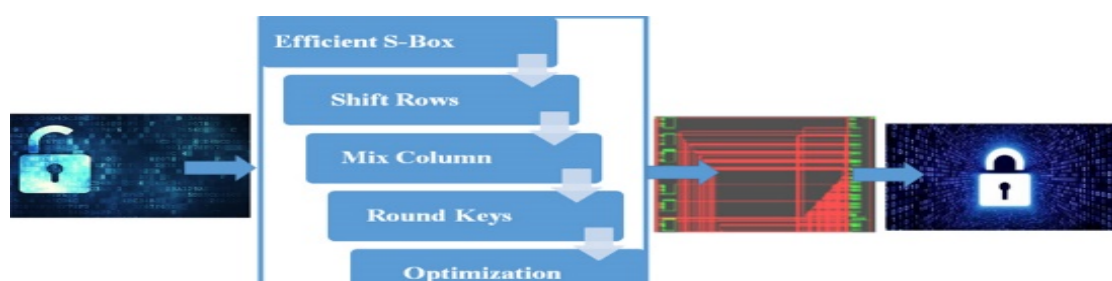 Efficient S-Box
Shift Rows
Mix Column
Round Keys
Optimization